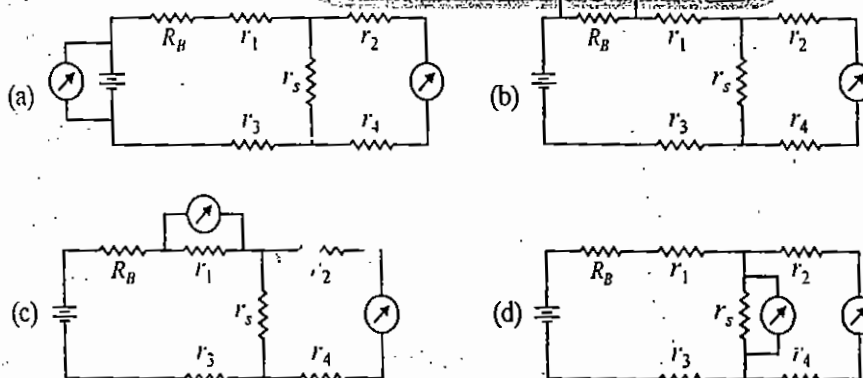 (a) R_B r_1 r_2 r_s r_3 r_4
(b) R_B r_1 r_2 r_s r_3 r_4
(c) R_B r_1 r_2 r_s r_3 r_4
(d) R_B r_1 r_2 r_s r_3 r_4